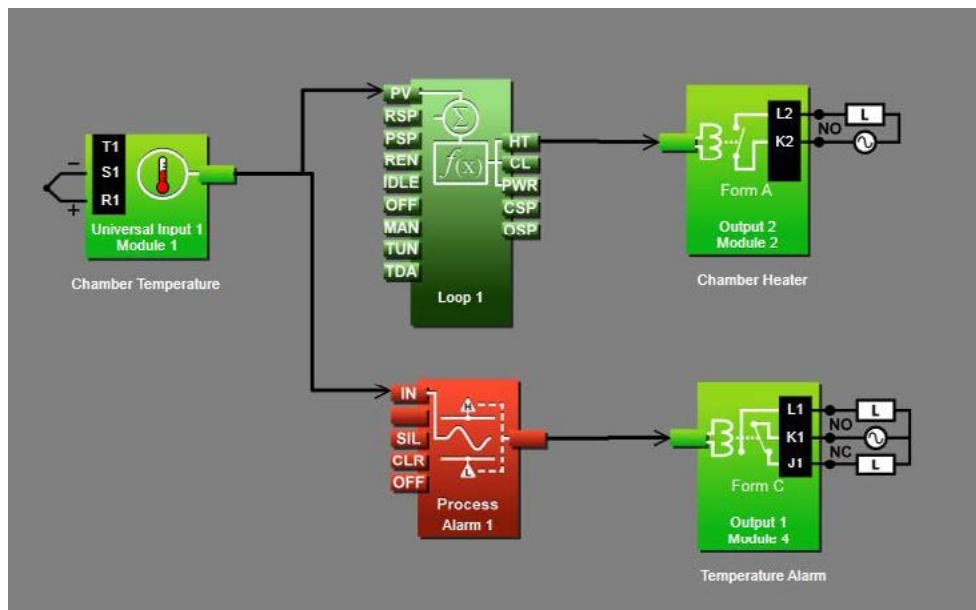 T1
S1
R1
−
+
Universal Input 1
Module 1
Chamber Temperature
PV
RSP
PSP
REN
IDLE
OFF
MAN
TUN
TDA
Σ
f(x)
HT
CL
PWR
CSP
OSP
Loop 1
L2
K2
NO
L
Form A
Output 2
Module 2
Chamber Heater
IN
SIL
CLR
OFF
H
L
Process
Alarm 1
L1
K1
J1
NO
NC
L
L
Form C
Output 1
Module 4
Temperature Alarm